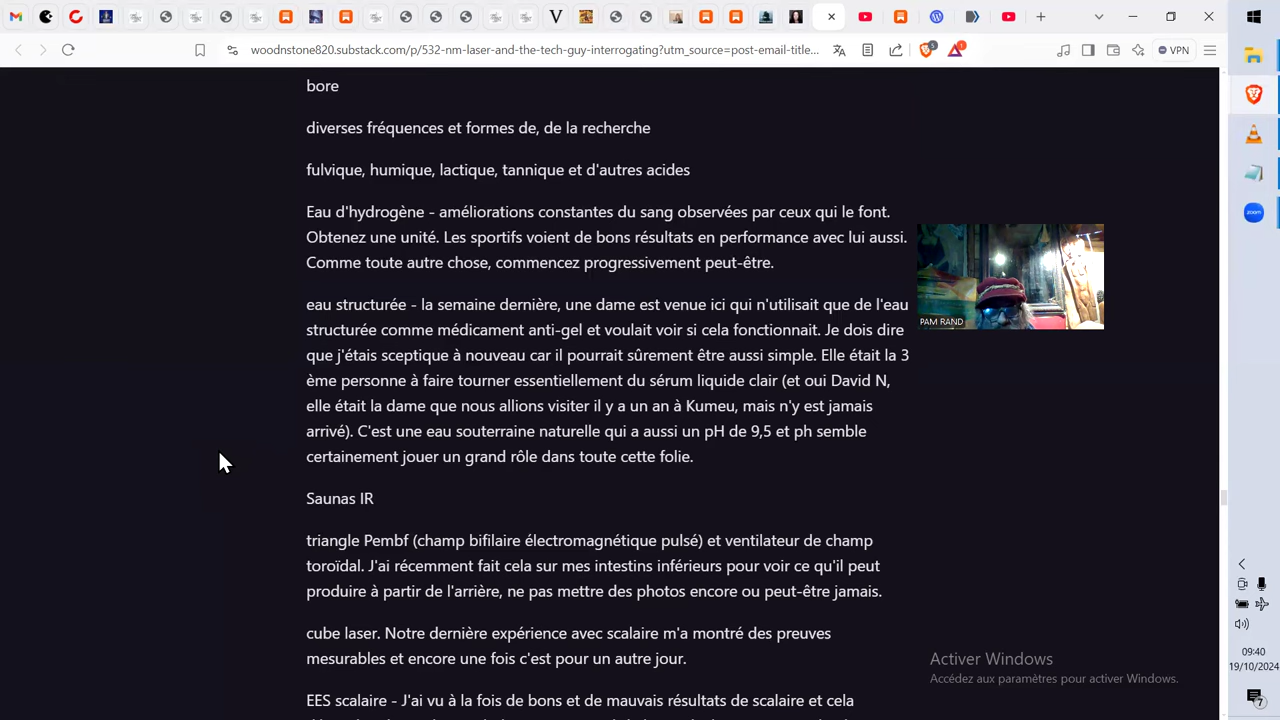 woodnstone820.substack.com/p/532-nm-laser-and-the-tech-guy-interrogating?utm_source=post-email-title...
VPN
bore
diverses fréquences et formes de, de la recherche
fulvique, humique, lactique, tannique et d'autres acides
Eau d'hydrogène - améliorations constantes du sang observées par ceux qui le font.
Obtenez une unité. Les sportifs voient de bons résultats en performance avec lui aussi.
Comme toute autre chose, commencez progressivement peut-être.
eau structurée - la semaine dernière, une dame est venue ici qui n'utilisait que de l'eau
structurée comme médicament anti-gel et voulait voir si cela fonctionnait. Je dois dire
que j'étais sceptique à nouveau car il pourrait sûrement être aussi simple. Elle était la 3
ème personne à faire tourner essentiellement du sérum liquide clair (et oui David N,
elle était la dame que nous allions visiter il y a un an à Kumeu, mais n'y est jamais
arrivé). C'est une eau souterraine naturelle qui a aussi un pH de 9,5 et ph semble
certainement jouer un grand rôle dans toute cette folie.
Saunas IR
triangle Pembf (champ bifilaire électromagnétique pulsé) et ventilateur de champ
toroïdal. J'ai récemment fait cela sur mes intestins inférieurs pour voir ce qu'il peut
produire à partir de l'arrière, ne pas mettre des photos encore ou peut-être jamais.
cube laser. Notre dernière expérience avec scalaire m'a montré des preuves
mesurables et encore une fois c'est pour un autre jour.
EES scalaire - J'ai vu à la fois de bons et de mauvais résultats de scalaire et cela
PAM RAND
Activer Windows
Accédez aux paramètres pour activer Windows.
zoom
09:40
19/10/2024
7